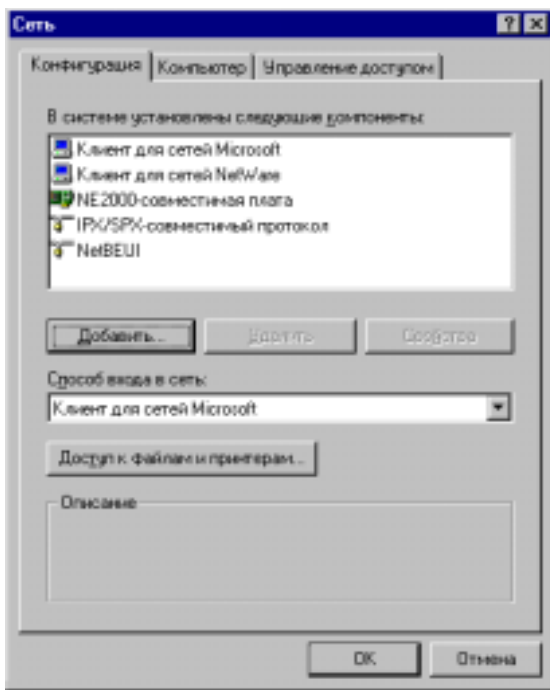 Сеть
Конфигурация Компьютер Управление доступом
В системе установлены следующие компоненты:
Клиент для сетей Microsoft
Клиент для сетей NetWare
NE2000-совместимая плата
IPX/SPX-совместимый протокол
NetBEUI
Добавить... Удалить Свойства
Способ входа в сеть:
Клиент для сетей Microsoft
Доступ к файлам и принтерам...
Описание
OK Отмена